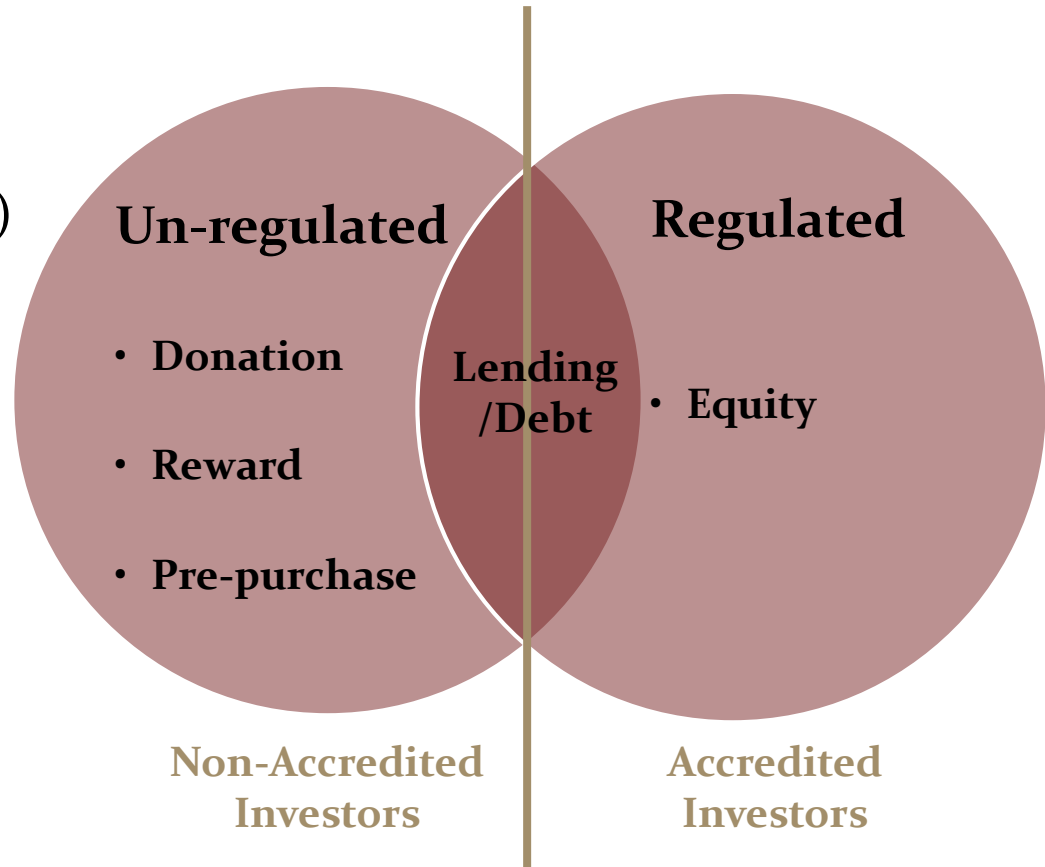 )
Un-regulated
• Donation
• Reward
• Pre-purchase
Lending
/Debt
Regulated
• Equity
Non-Accredited
Investors
Accredited
Investors